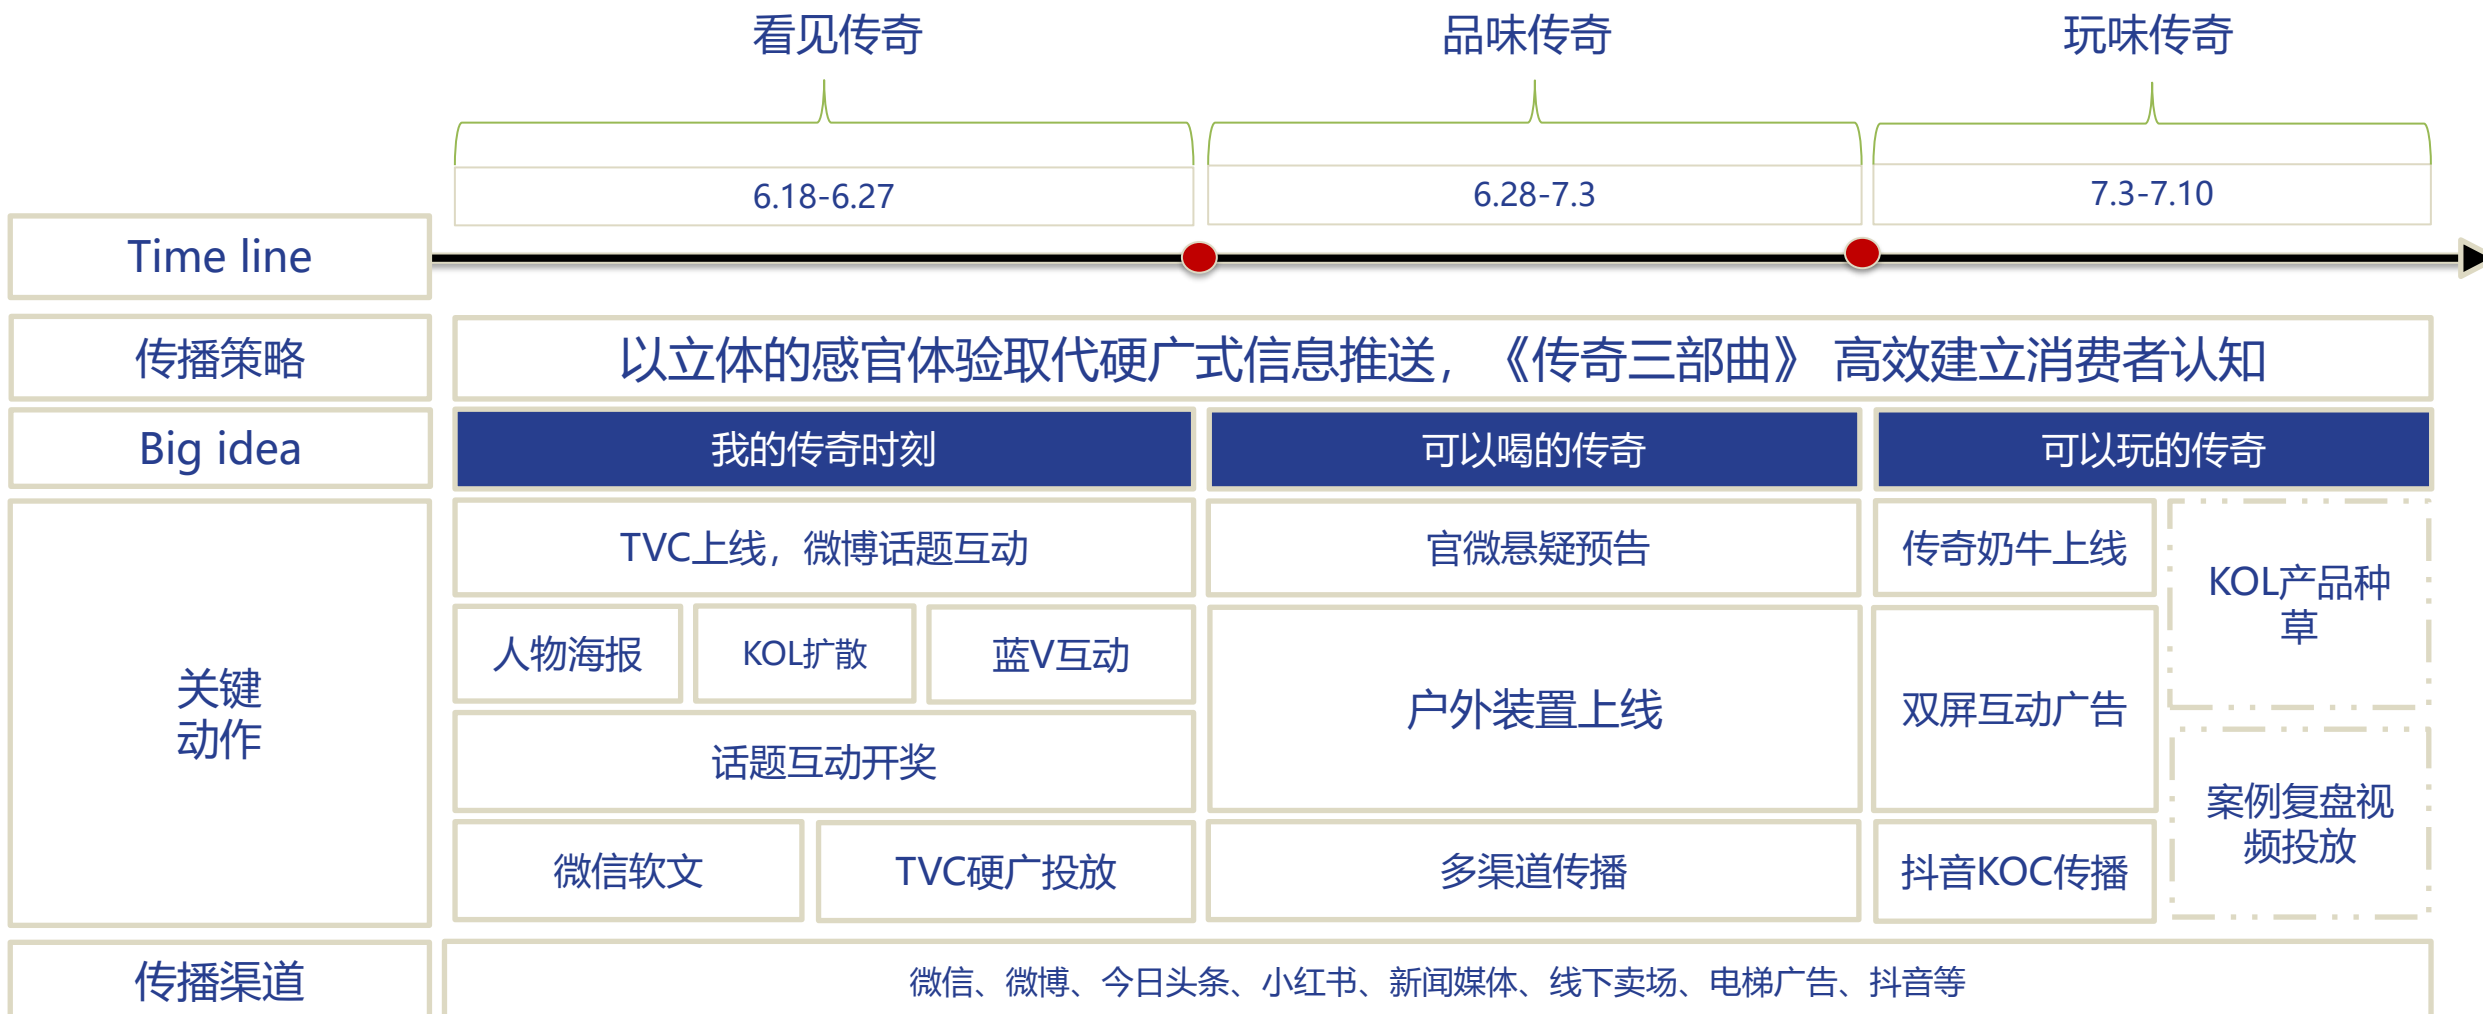 看见传奇
品味传奇
玩味传奇
6.18-6.27
6.28-7.3
7.3-7.10
Time line
传播策略
以立体的感官体验取代硬广式信息推送，《传奇三部曲》 高效建立消费者认知
Big idea
我的传奇时刻
可以喝的传奇
可以玩的传奇
关键
动作
TVC上线，微博话题互动
官微悬疑预告
传奇奶牛上线
KOL产品种
草
人物海报
KOL扩散
蓝V互动
户外装置上线
双屏互动广告
话题互动开奖
案例复盘视
频投放
微信软文
TVC硬广投放
多渠道传播
抖音KOC传播
传播渠道
微信、微博、今日头条、小红书、新闻媒体、线下卖场、电梯广告、抖音等